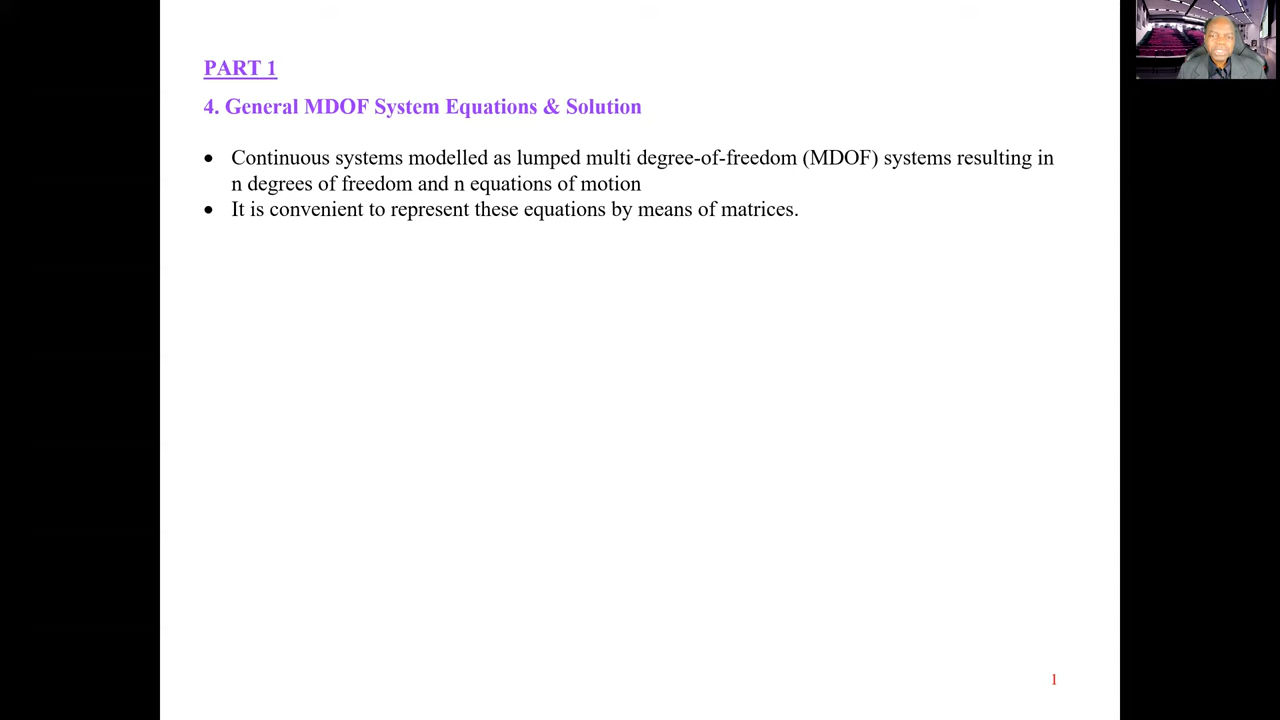 PART 1
4. General MDOF System Equations & Solution
• Continuous systems modelled as lumped multi degree-of-freedom (MDOF) systems resulting in
n degrees of freedom and n equations of motion
• It is convenient to represent these equations by means of matrices.
1